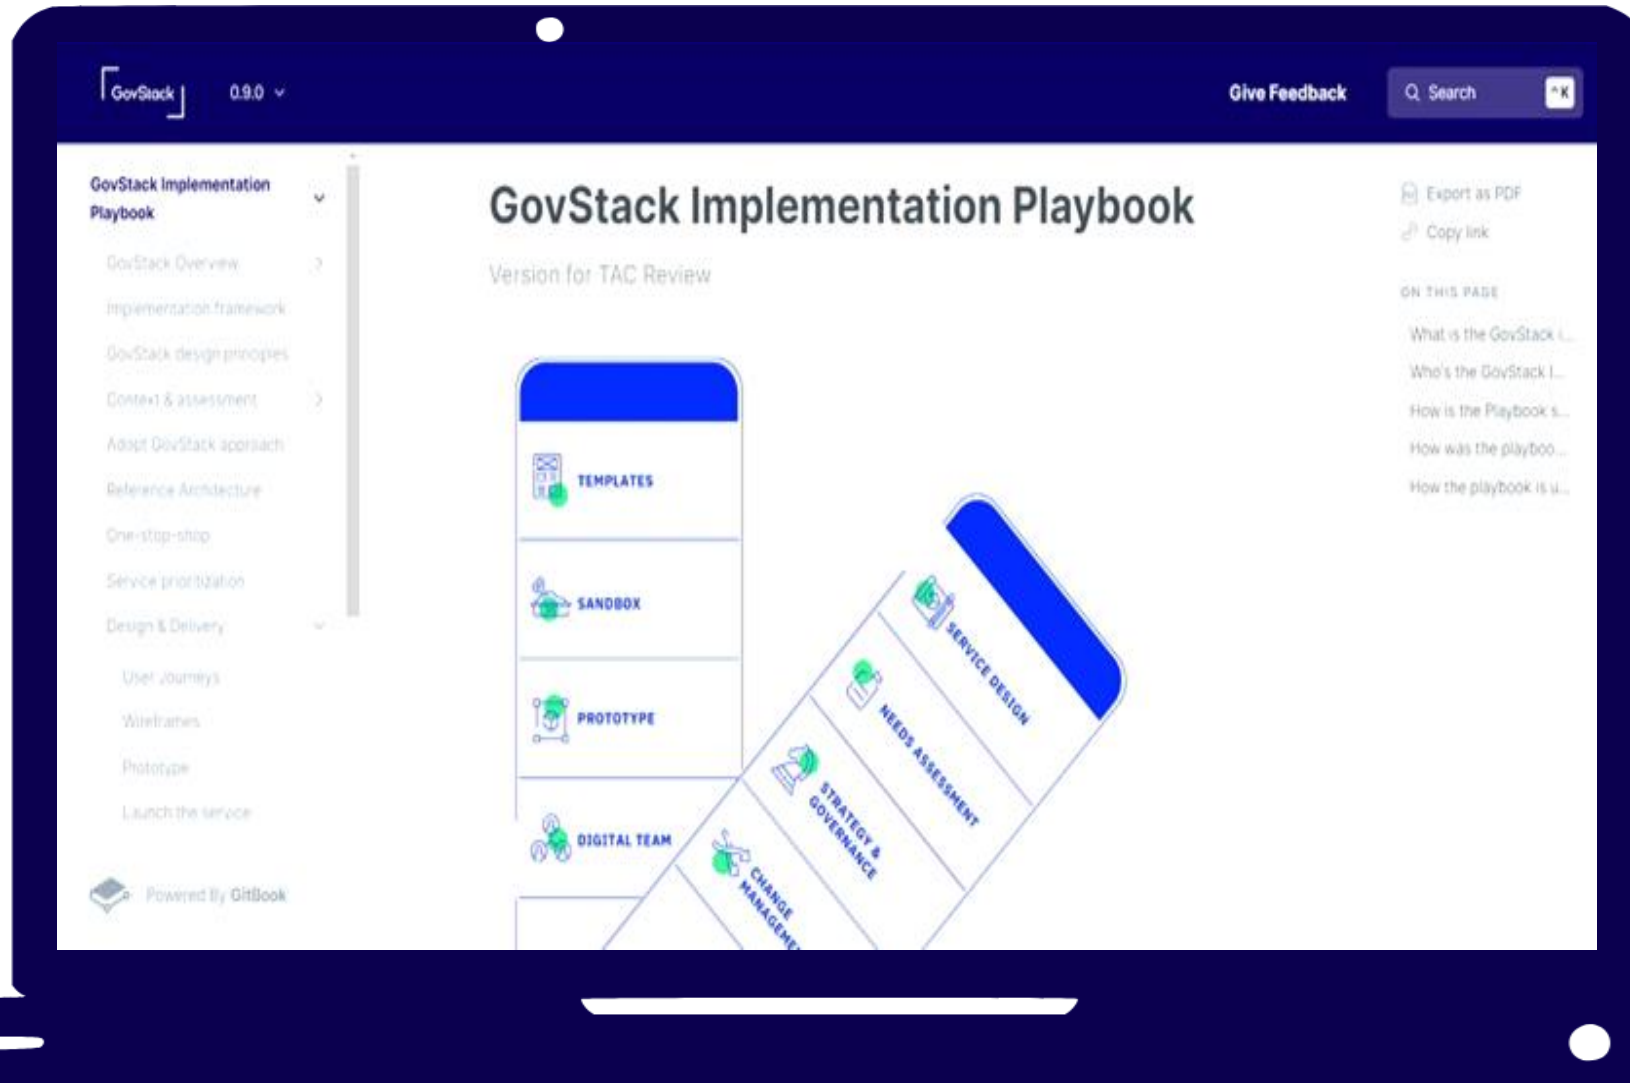 GovStack
0.9.0
Give Feedback
Search
^ K
GovStack Implementation
Playbook
GovStack Overview
Implementation framework
GovStack design principles
Context & assessment
Adopt GovStack approach
Reference Architecture
One-stop-shop
Service prioritization
Design & Delivery
User Journeys
Wireframes
Prototype
Launch the service
Powered By GitBook
GovStack Implementation Playbook
Version for TAC Review
TEMPLATES
SANDBOX
PROTOTYPE
DIGITAL TEAM
SERVICE DESIGN
NEEDS ASSESSMENT
STRATEGY &
GOVERNANCE
CHANGE
MANAGEME
Export as PDF
Copy link
ON THIS PAGE
What is the GovStack i...
Who's the GovStack I...
How is the Playbook s...
How was the playboo...
How the playbook is u...